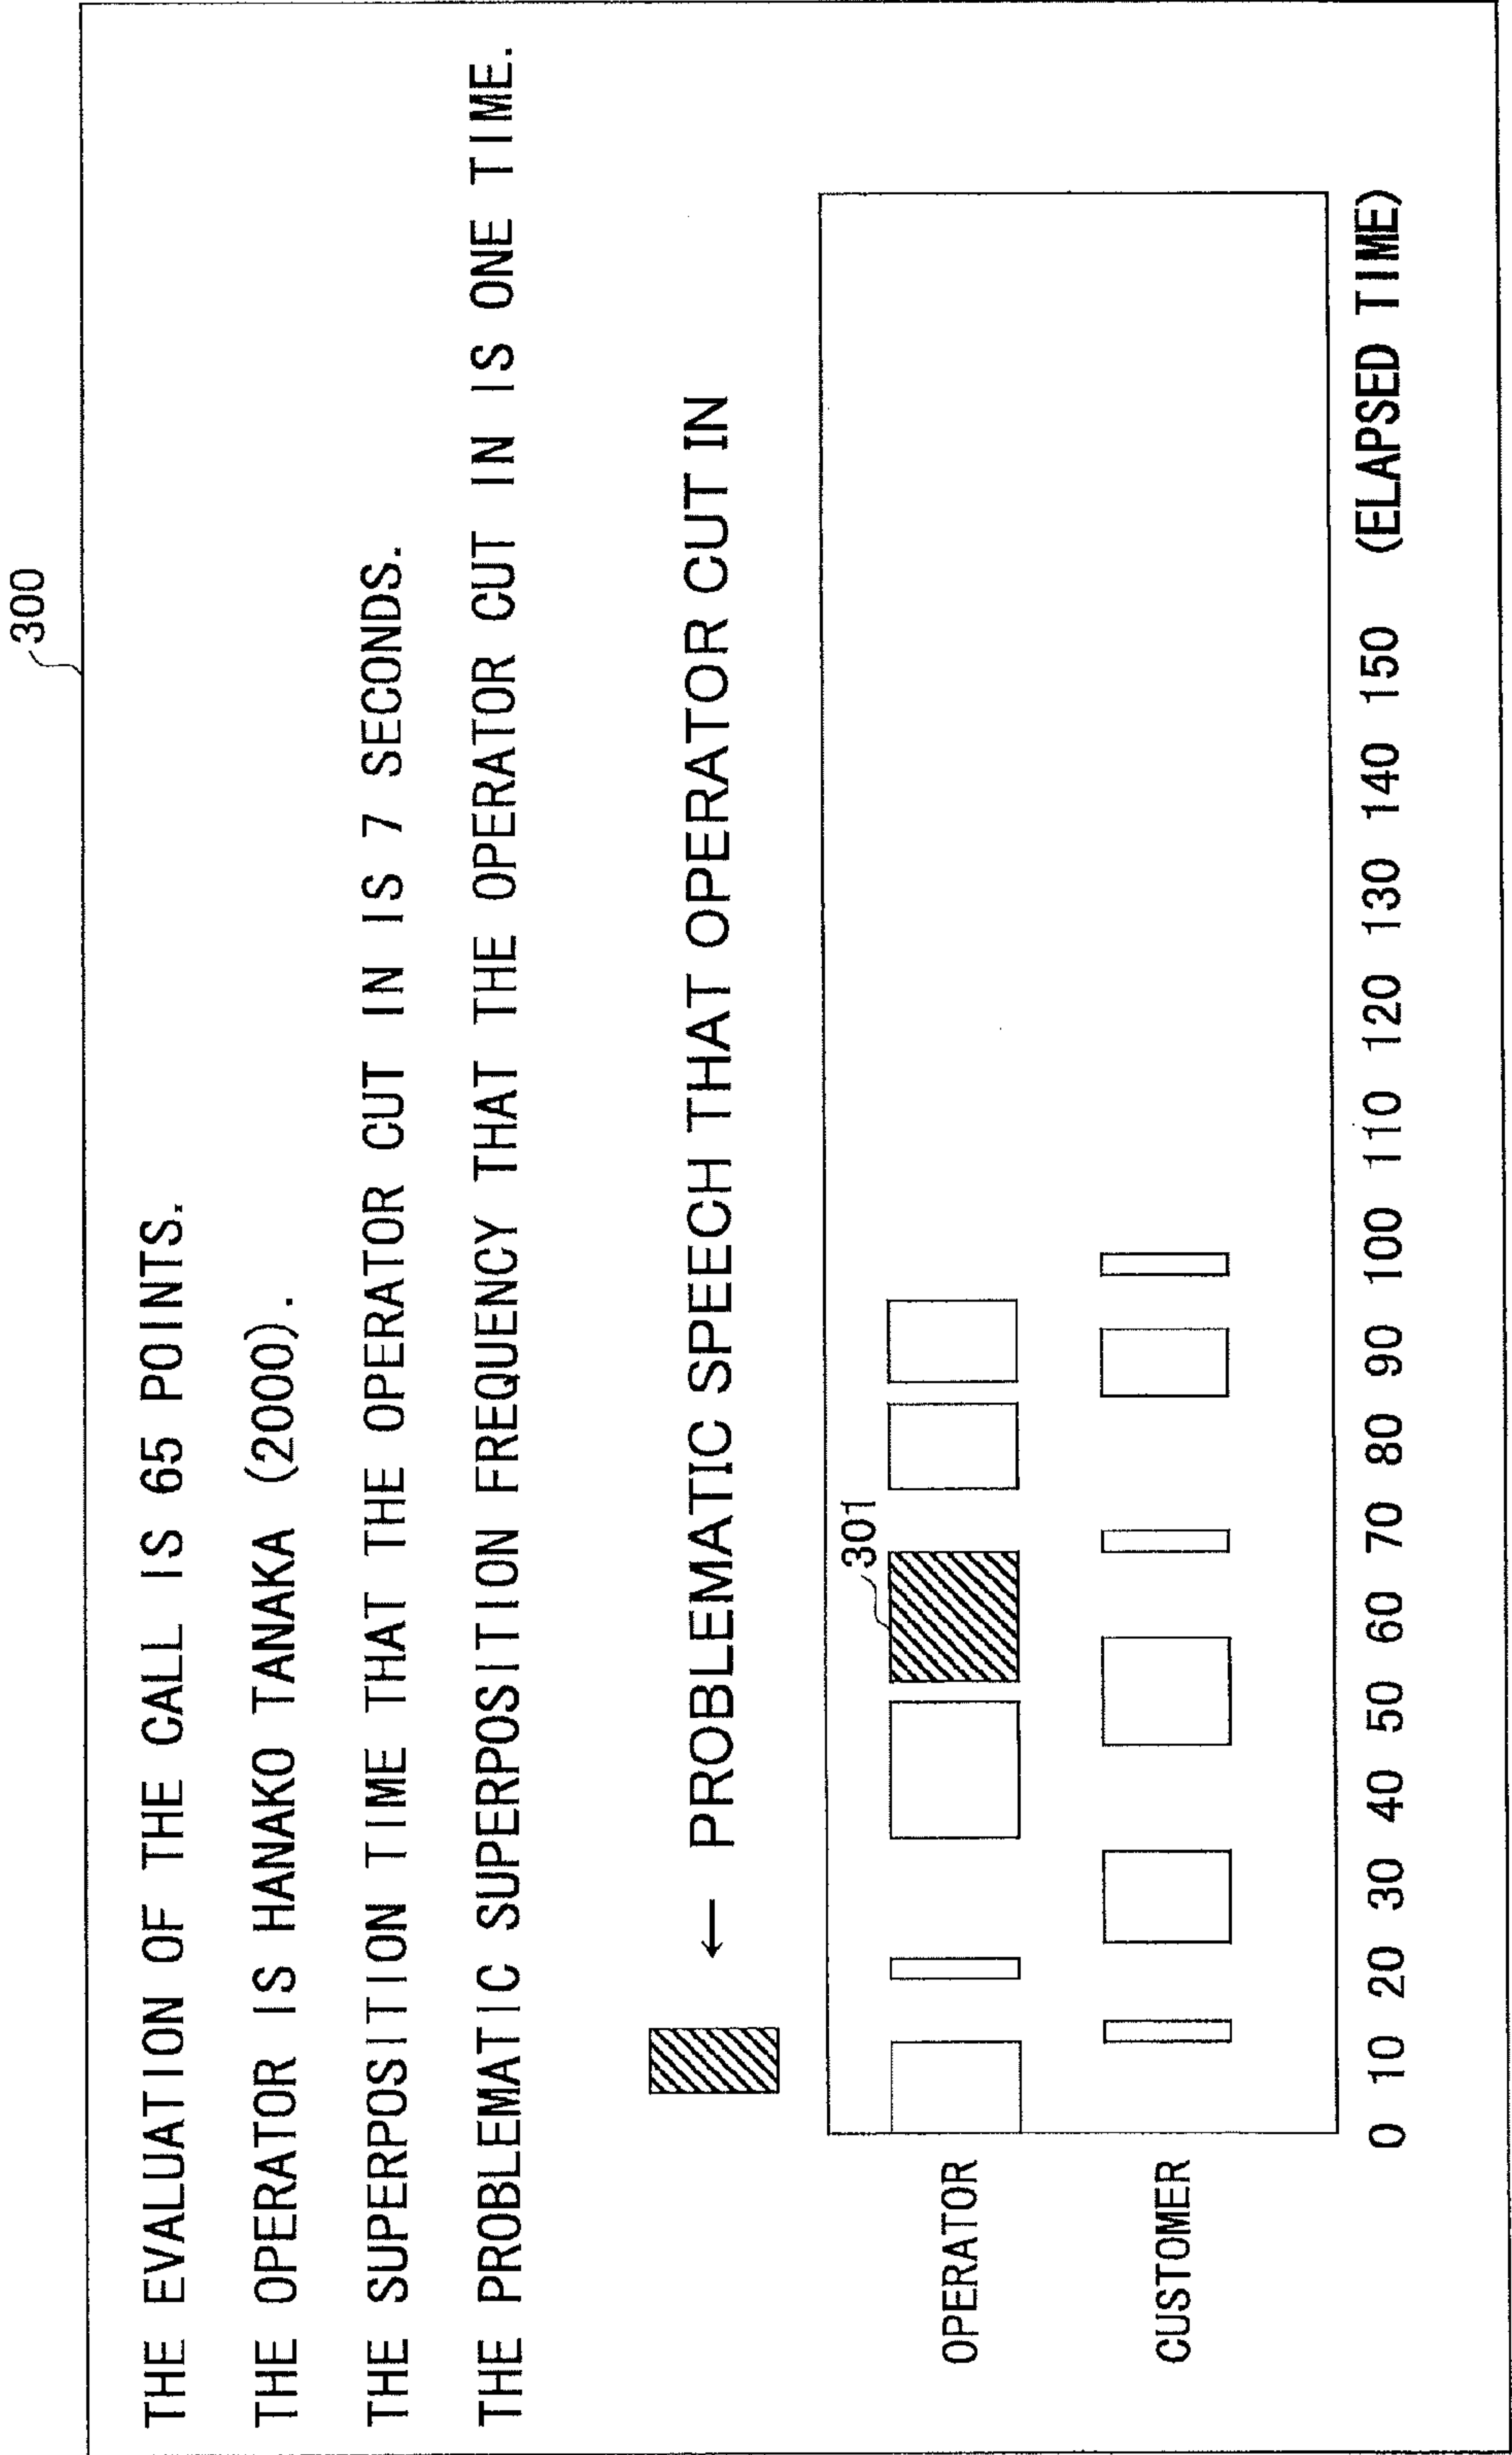 300
THE EVALUATION OF THE CALL IS 65 POINTS.
THE OPERATOR IS HANAKO TANAKA (2000).
THE SUPERPOSITION TIME THAT THE OPERATOR CUT IN IS 7 SECONDS.
THE PROBLEMATIC SUPERPOSITION FREQUENCY THAT THE OPERATOR CUT IN IS ONE TIME.
← PROBLEMATIC SPEECH THAT OPERATOR CUT IN
301
OPERATOR
CUSTOMER
0 10 20 30 40 50 60 70 80 90 100 110 120 130 140 150 (ELAPSED TIME)